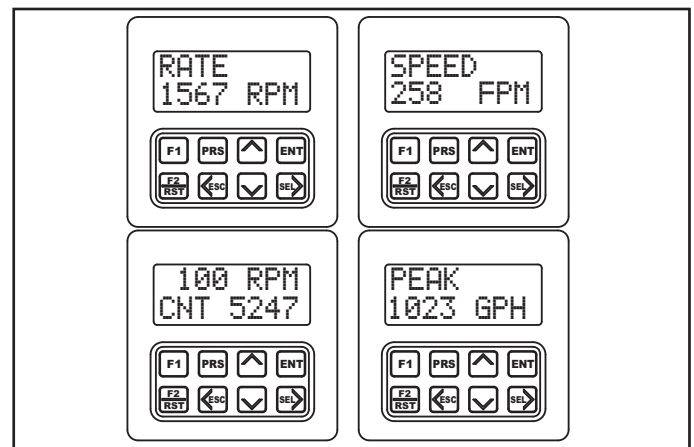 RATE
1567 RPM
F1 PRS ENT
F2 RST ESC SEL
SPEED
258 FPM
F1 PRS ENT
F2 RST ESC SEL
100 RPM
CNT 5247
F1 PRS ENT
F2 RST ESC SEL
PEAK
1023 GPH
F1 PRS ENT
F2 RST ESC SEL